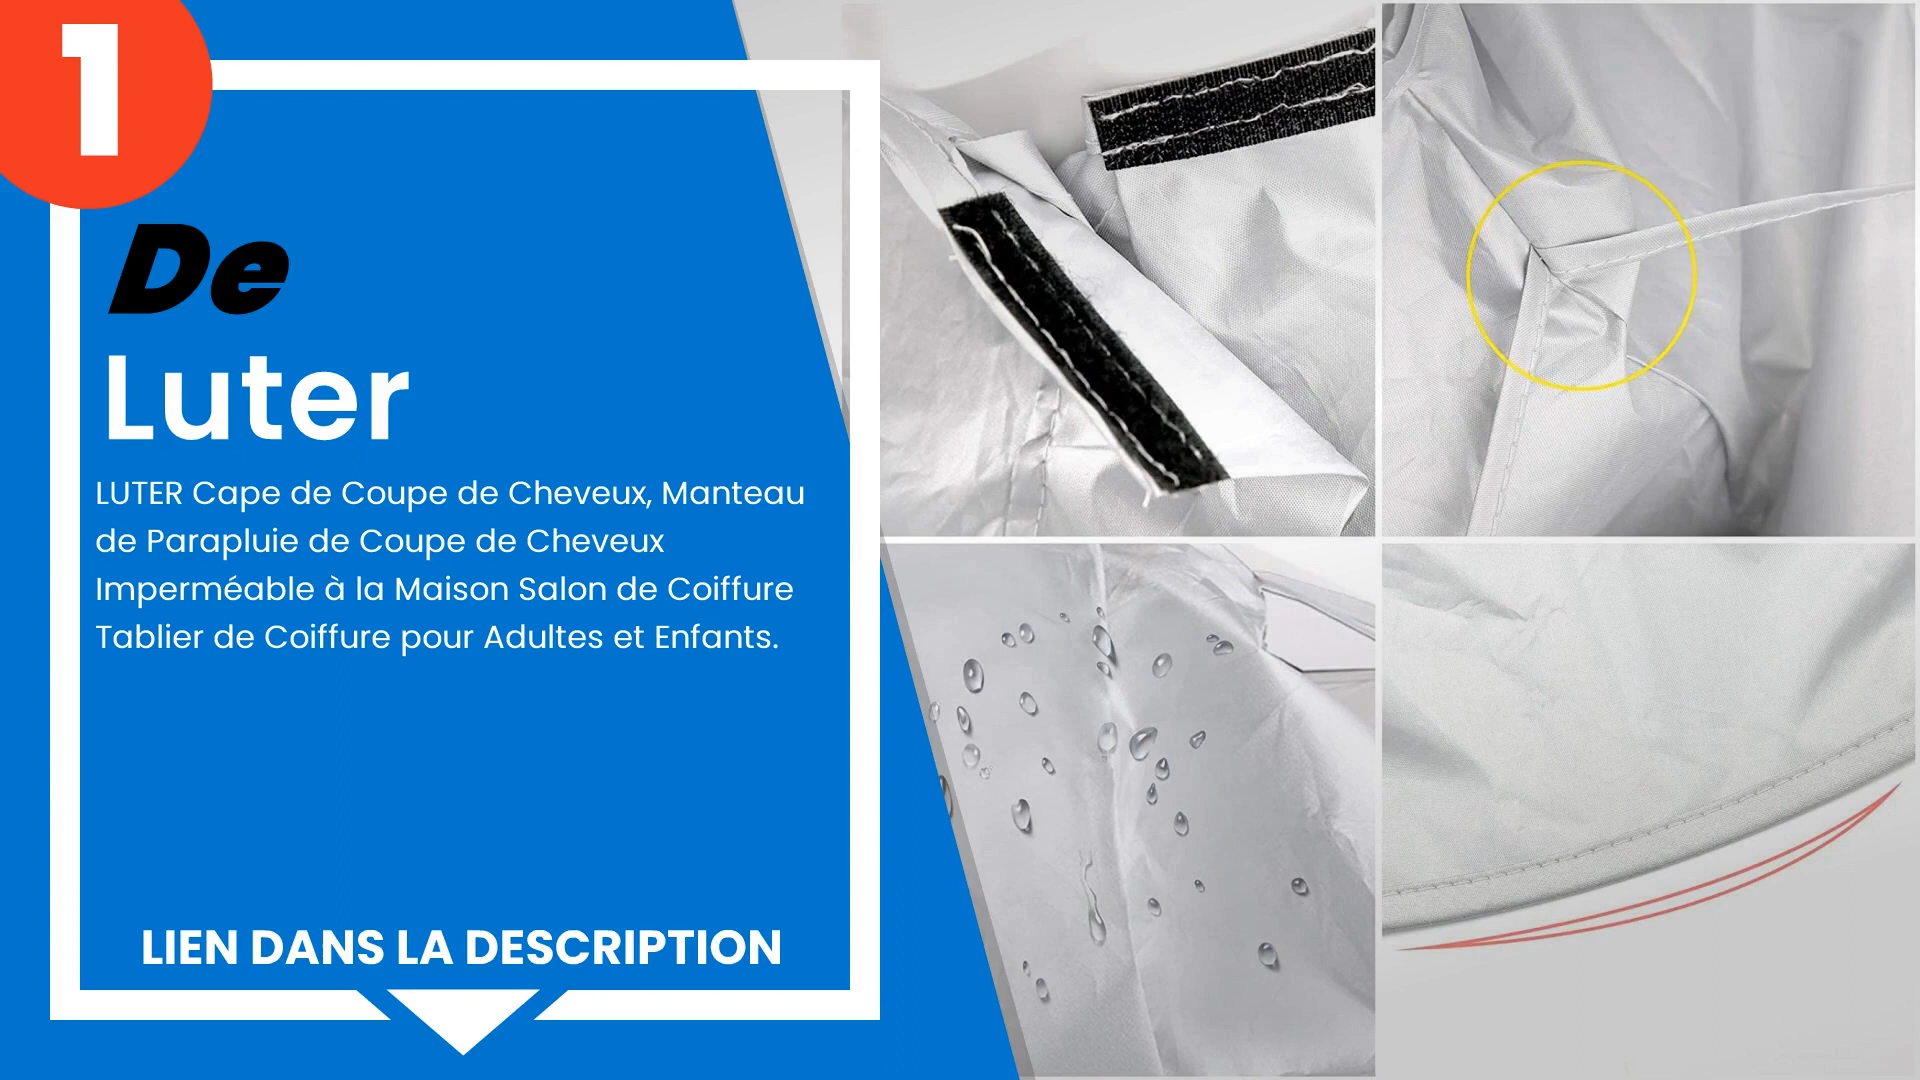 1
De
Luter
LUTER Cape de Coupe de Cheveux, Manteau
de Parapluie de Coupe de Cheveux
Imperméable à la Maison Salon de Coiffure
Tablier de Coiffure pour Adultes et Enfants.
LIEN DANS LA DESCRIPTION